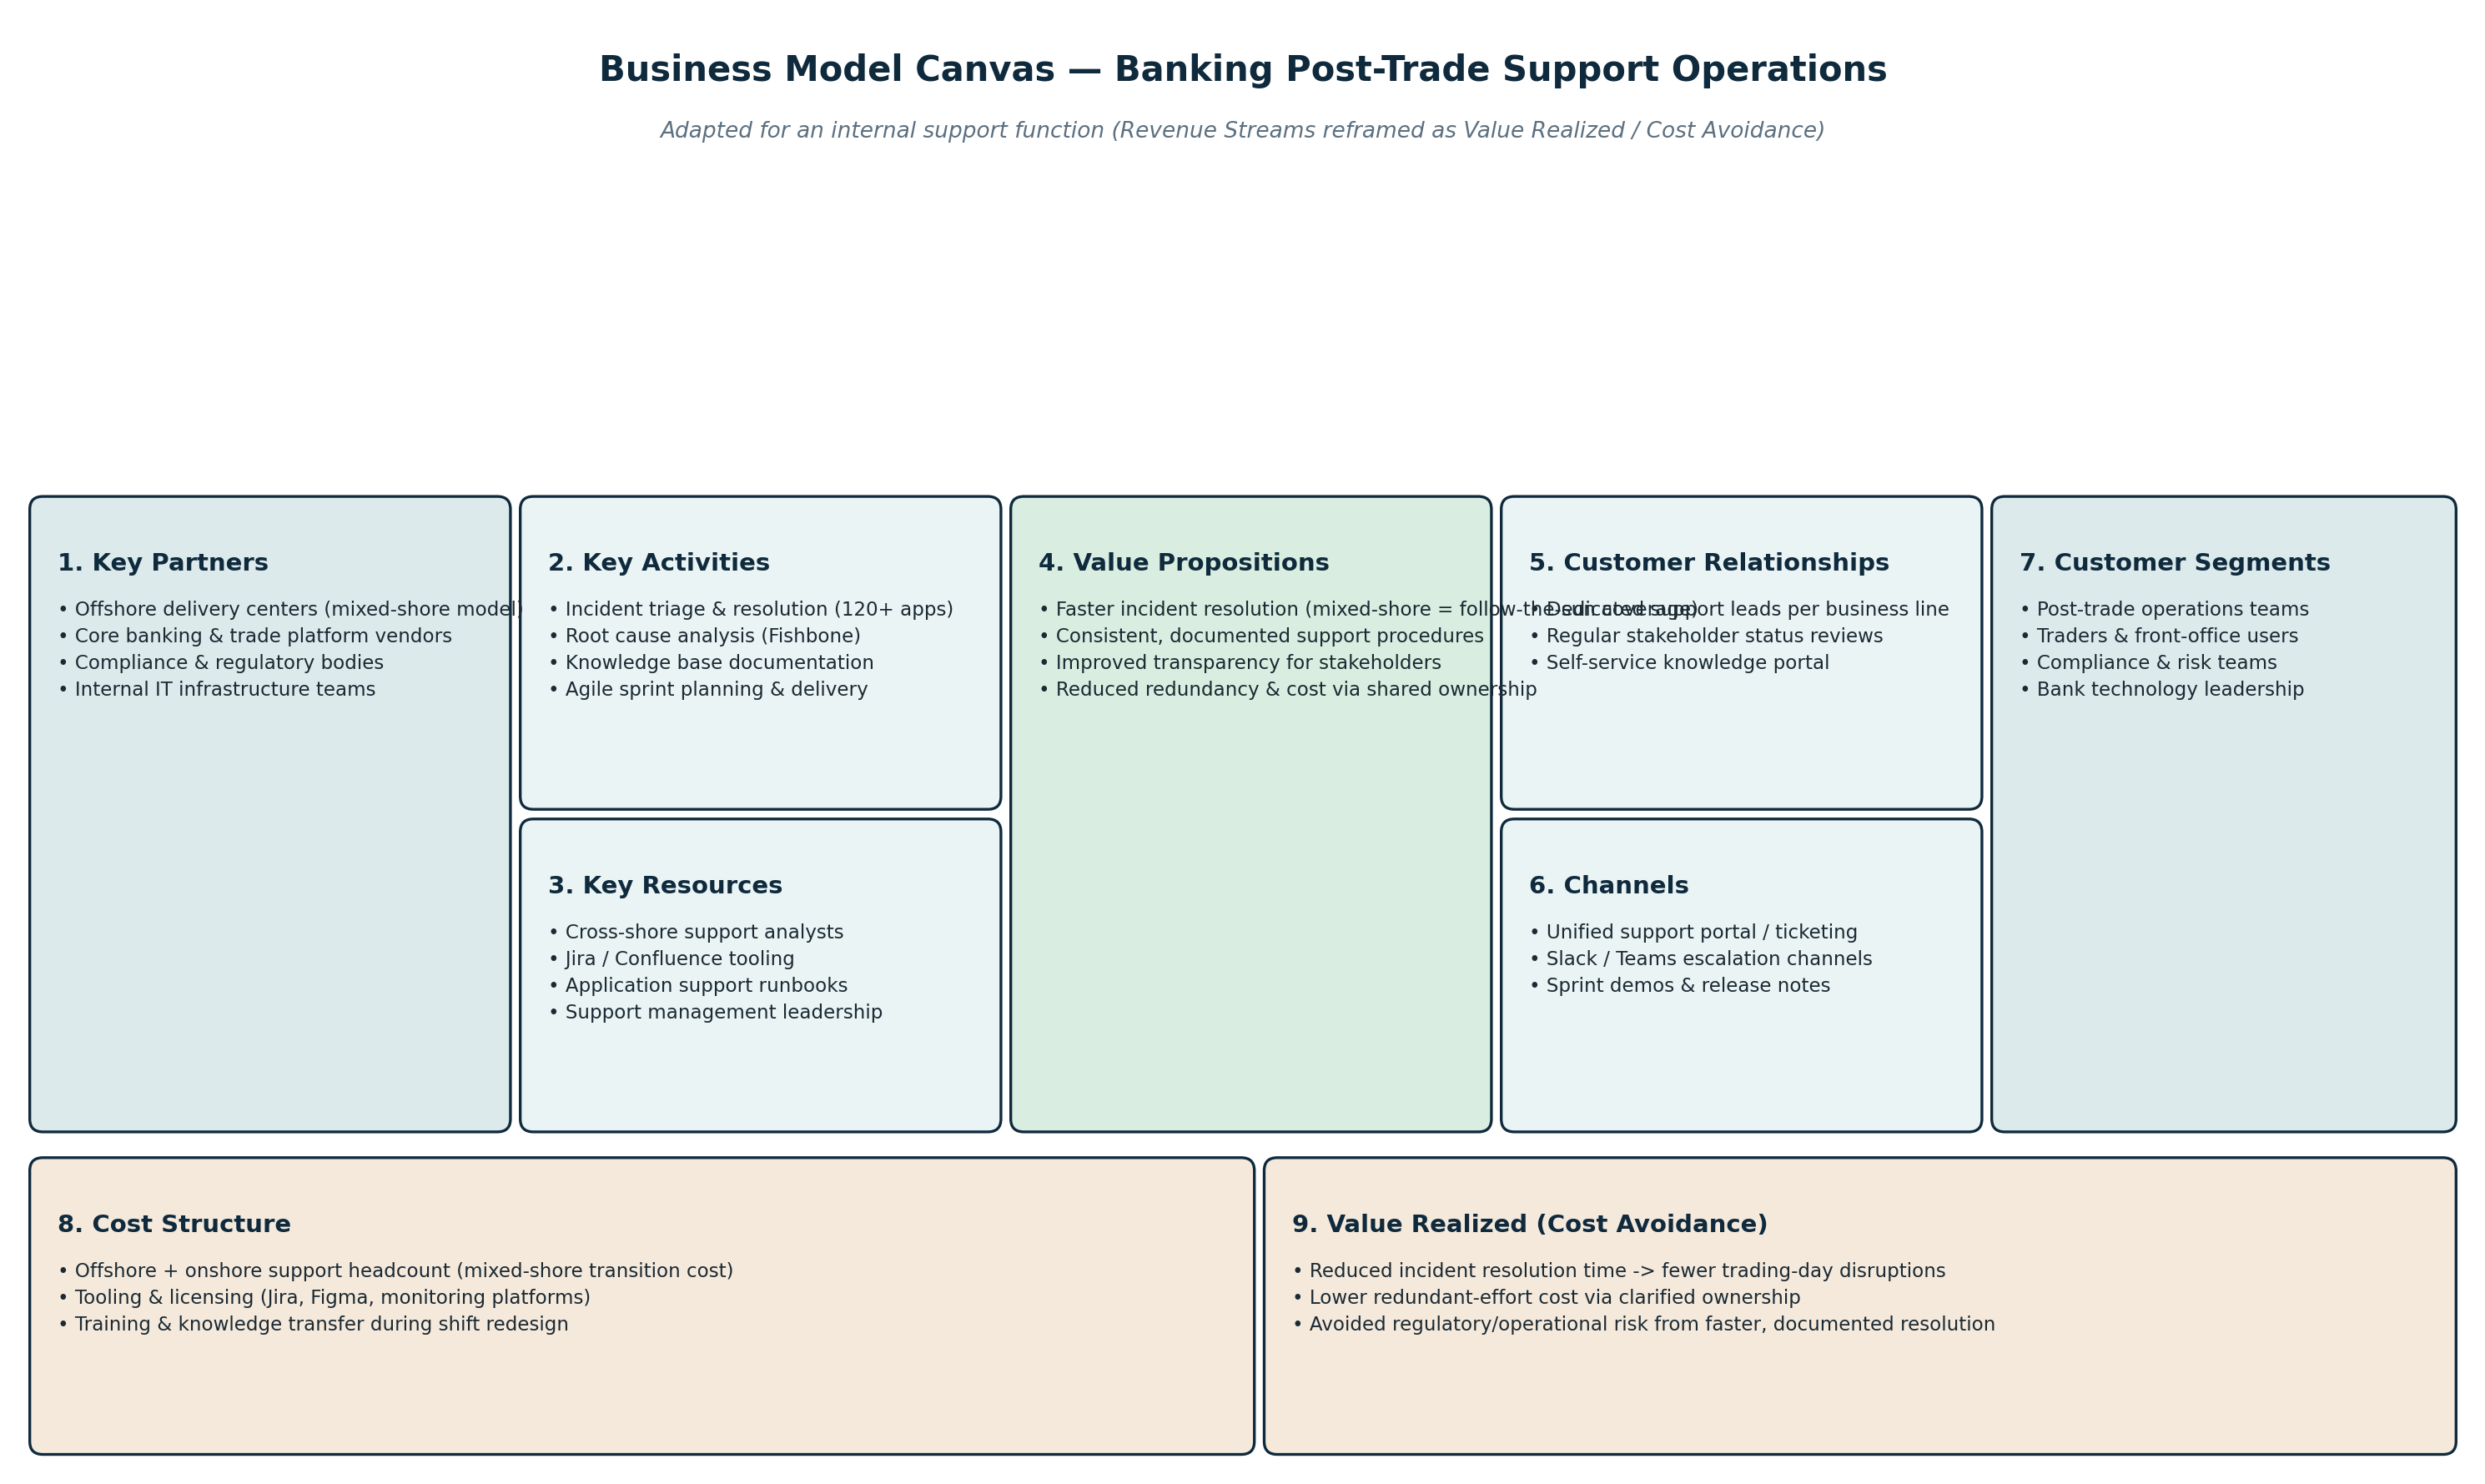 Business Model Canvas — Banking Post-Trade Support Operations
Adapted for an internal support function (Revenue Streams reframed as Value Realized / Cost Avoidance)
1. Key Partners
• Offshore delivery centers (mixed-shore model)
• Core banking & trade platform vendors
• Compliance & regulatory bodies
• Internal IT infrastructure teams
2. Key Activities
• Incident triage & resolution (120+ apps)
• Root cause analysis (Fishbone)
• Knowledge base documentation
• Agile sprint planning & delivery
3. Key Resources
• Cross-shore support analysts
• Jira / Confluence tooling
• Application support runbooks
• Support management leadership
4. Value Propositions
• Faster incident resolution (mixed-shore = follow-the-sun coverage)
• Consistent, documented support procedures
• Improved transparency for stakeholders
• Reduced redundancy & cost via shared ownership
5. Customer Relationships
• Dedicated support leads per business line
• Regular stakeholder status reviews
• Self-service knowledge portal
6. Channels
• Unified support portal / ticketing
• Slack / Teams escalation channels
• Sprint demos & release notes
7. Customer Segments
• Post-trade operations teams
• Traders & front-office users
• Compliance & risk teams
• Bank technology leadership
8. Cost Structure
• Offshore + onshore support headcount (mixed-shore transition cost)
• Tooling & licensing (Jira, Figma, monitoring platforms)
• Training & knowledge transfer during shift redesign
9. Value Realized (Cost Avoidance)
• Reduced incident resolution time -> fewer trading-day disruptions
• Lower redundant-effort cost via clarified ownership
• Avoided regulatory/operational risk from faster, documented resolution